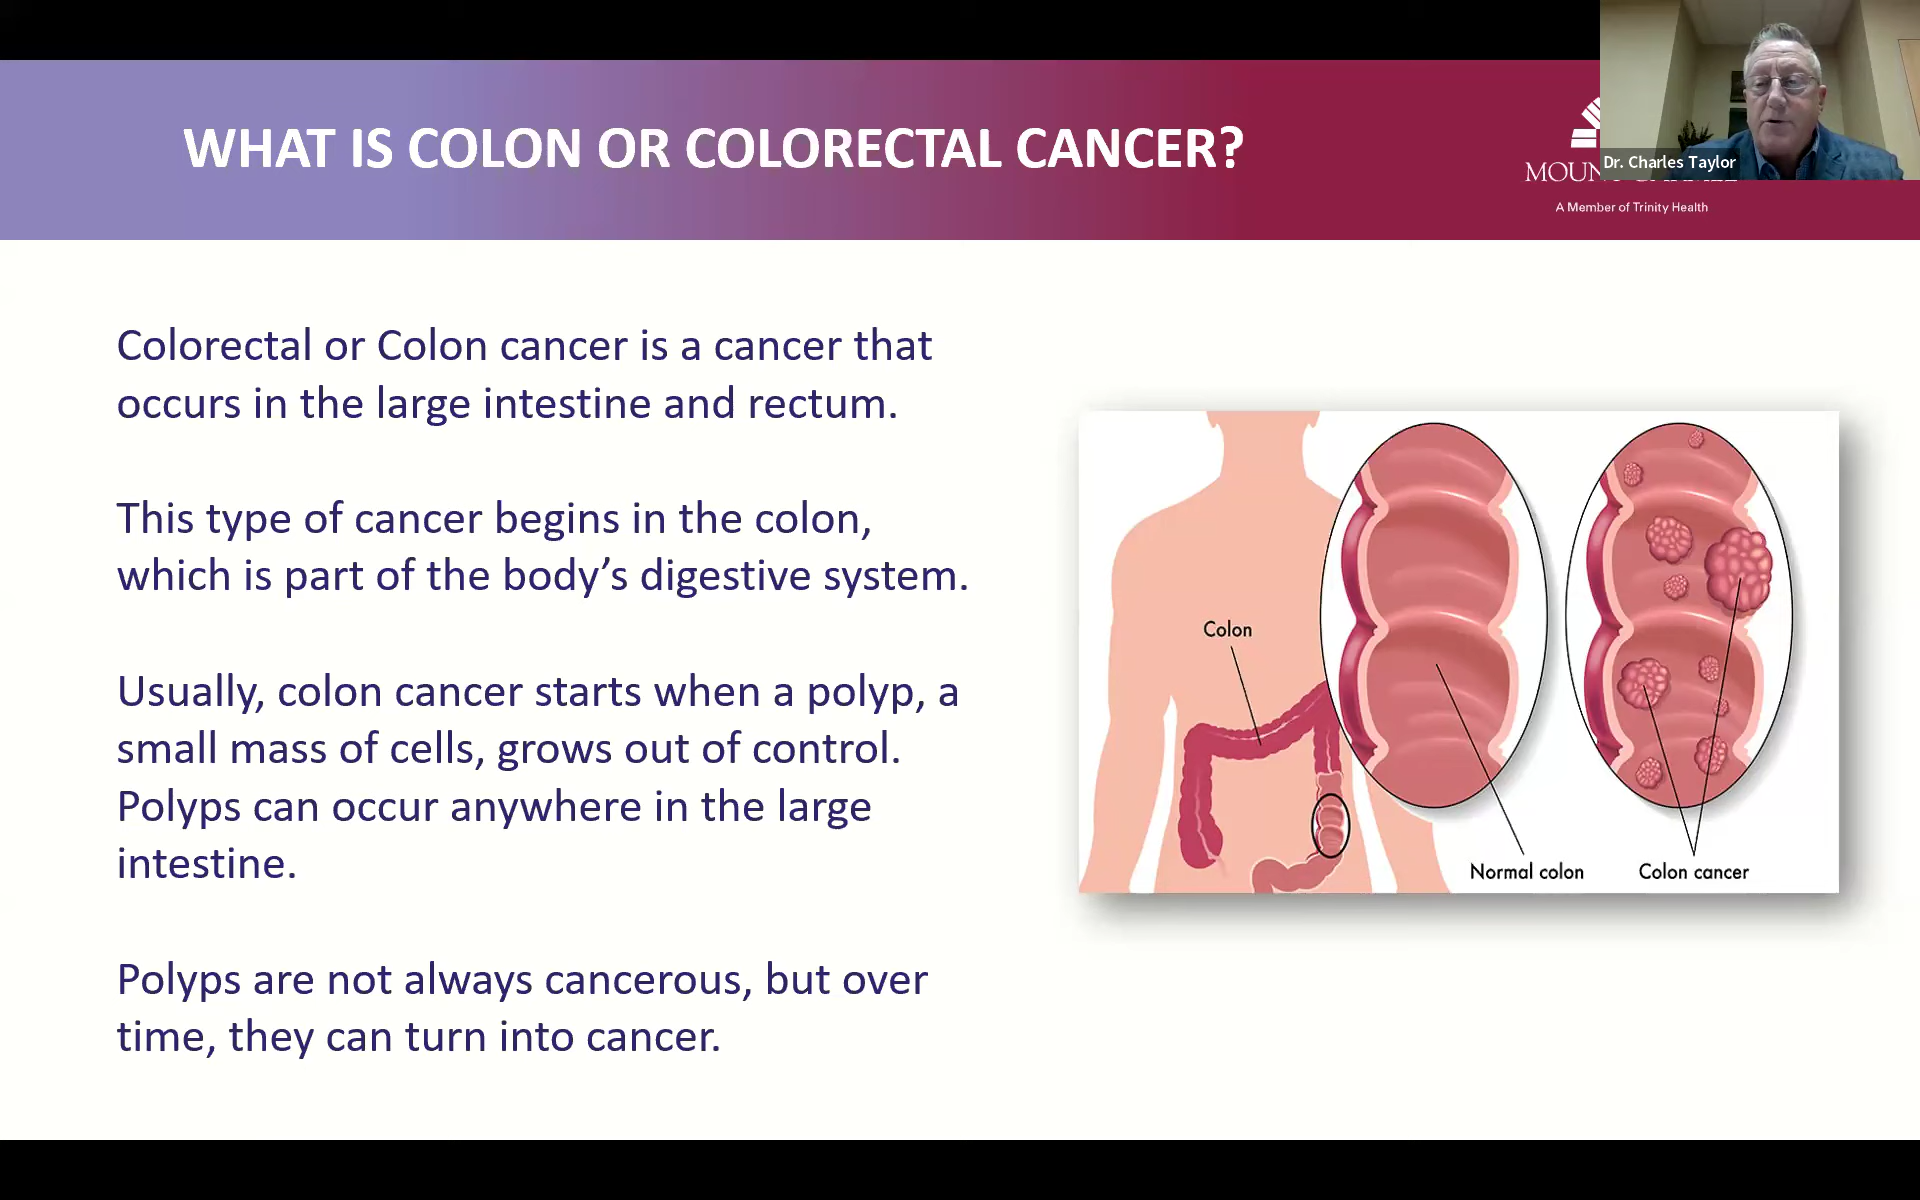 WHAT IS COLON OR COLORECTAL CANCER?
Dr. Charles Taylor
A Member of Trinity Health
Colorectal or Colon cancer is a cancer that
occurs in the large intestine and rectum.
This type of cancer begins in the colon,
which is part of the body’s digestive system.
Usually, colon cancer starts when a polyp, a
small mass of cells, grows out of control.
Polyps can occur anywhere in the large
intestine.
Polyps are not always cancerous, but over
time, they can turn into cancer.
Colon
Normal colon
Colon cancer